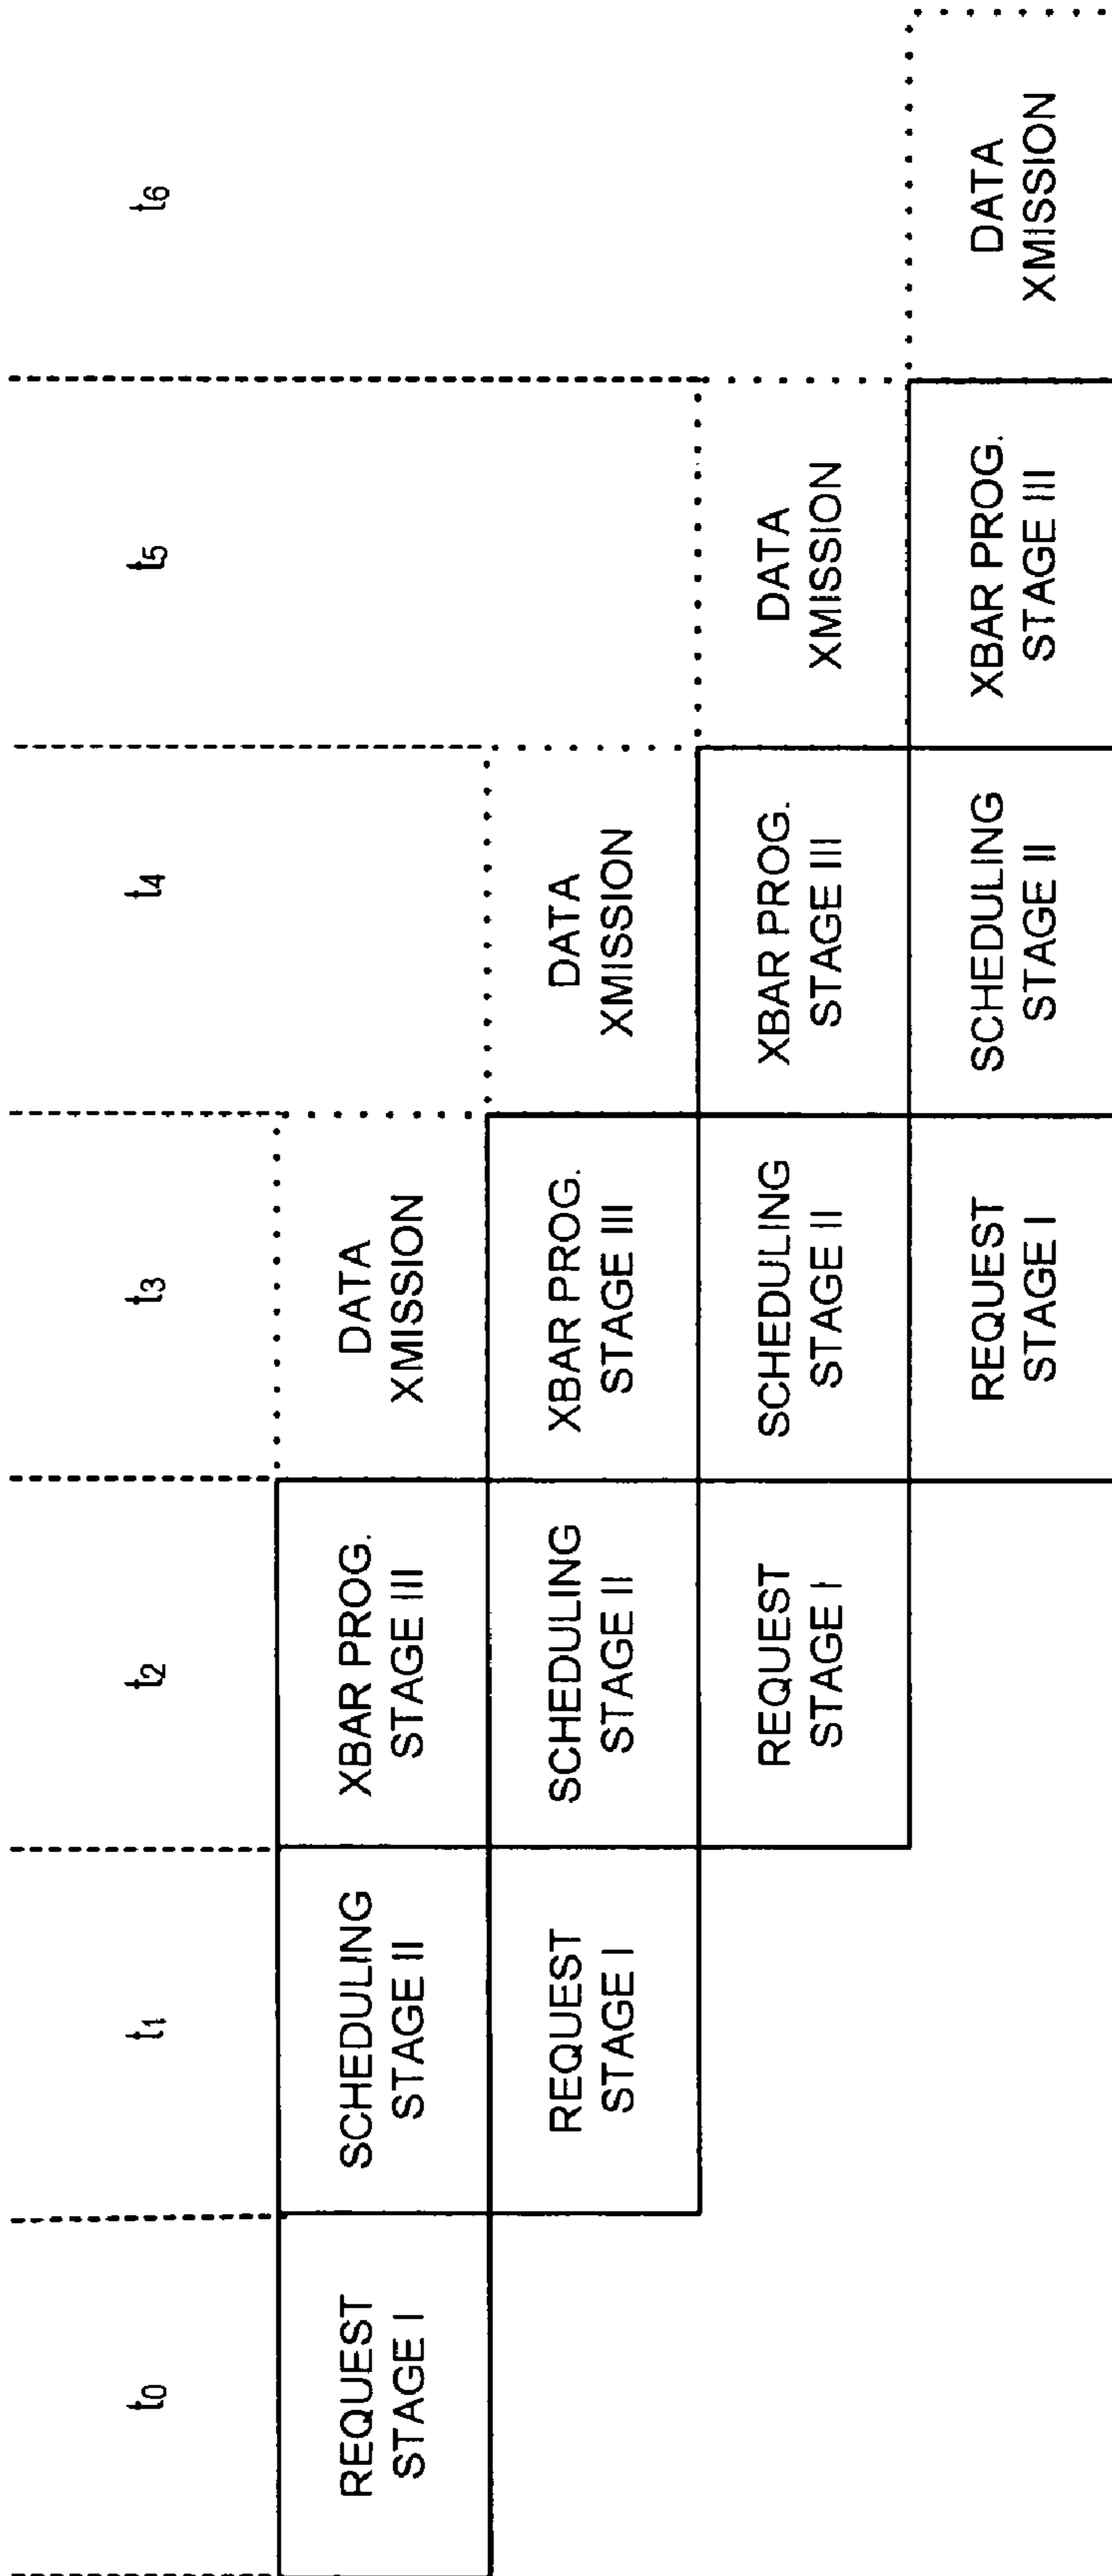 t0 t1 t2 t3 t4 t5 t6
REQUEST
STAGE I
SCHEDULING
STAGE II
XBAR PROG.
STAGE III
DATA
XMISSION
REQUEST
STAGE I
SCHEDULING
STAGE II
XBAR PROG.
STAGE III
DATA
XMISSION
REQUEST
STAGE I
SCHEDULING
STAGE II
XBAR PROG.
STAGE III
DATA
XMISSION
REQUEST
STAGE I
SCHEDULING
STAGE II
XBAR PROG.
STAGE III
DATA
XMISSION